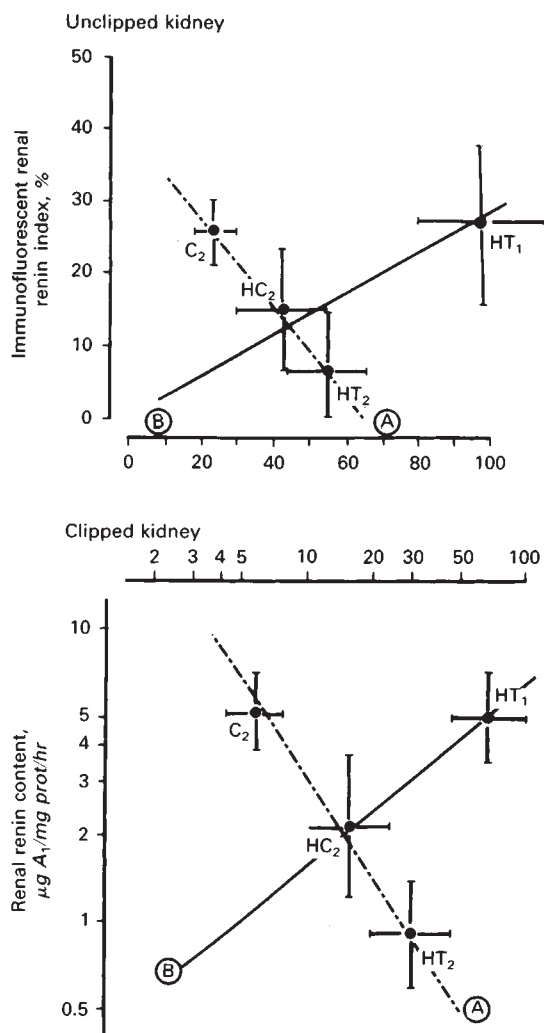 Unclipped kidney
Immunofluorescent renal
renin index, %
50
40
30
20
10
0
C₂
HC₂
HT₁
HT₂
B
A
0 20 40 60 80 100
Clipped kidney
2 3 4 5 10 20 30 50 100
Renal renin content,
μg A₁/mg prot/hr
10
5
4
3
2
1
0.5
C₂
HT₁
HC₂
HT₂
B
A